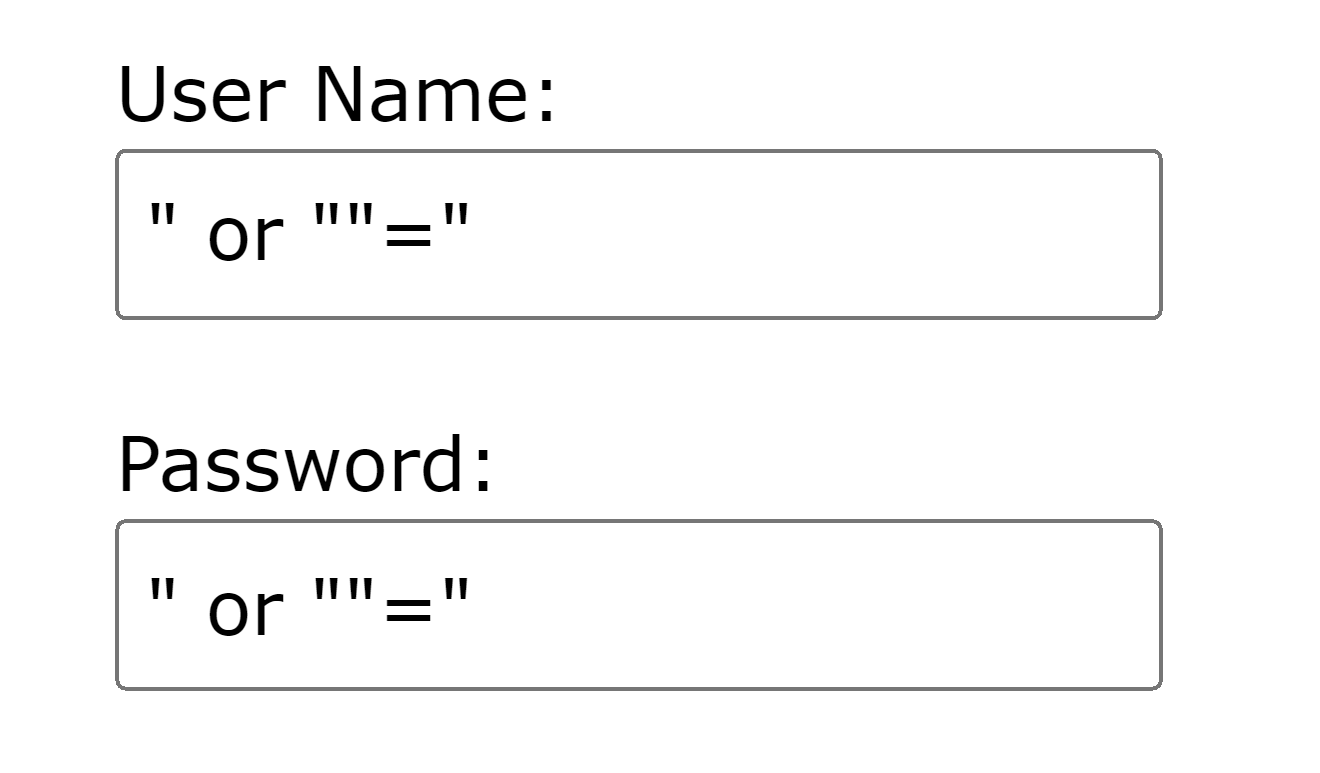 User Name:
" or ""="
Password:
" or ""="